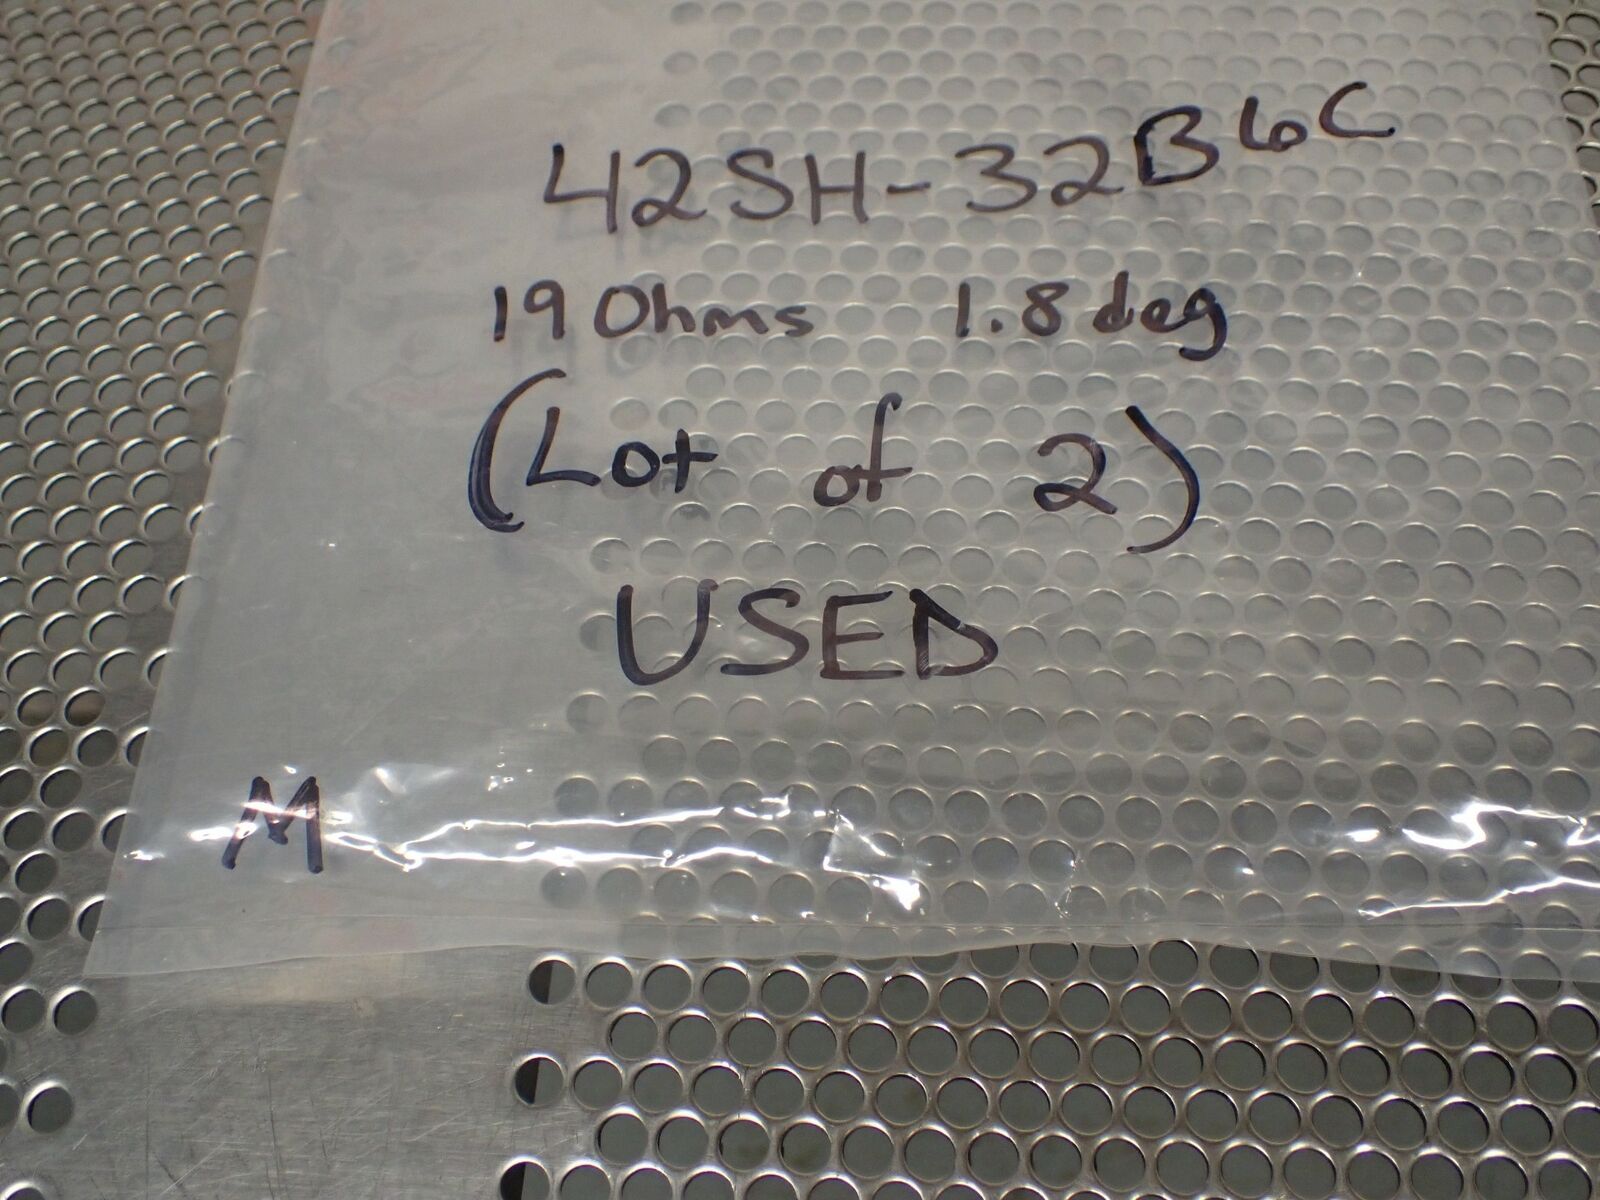 42SH-32B6C
19 Ohms 1.8 deg
(Lot of 2)
USED
M